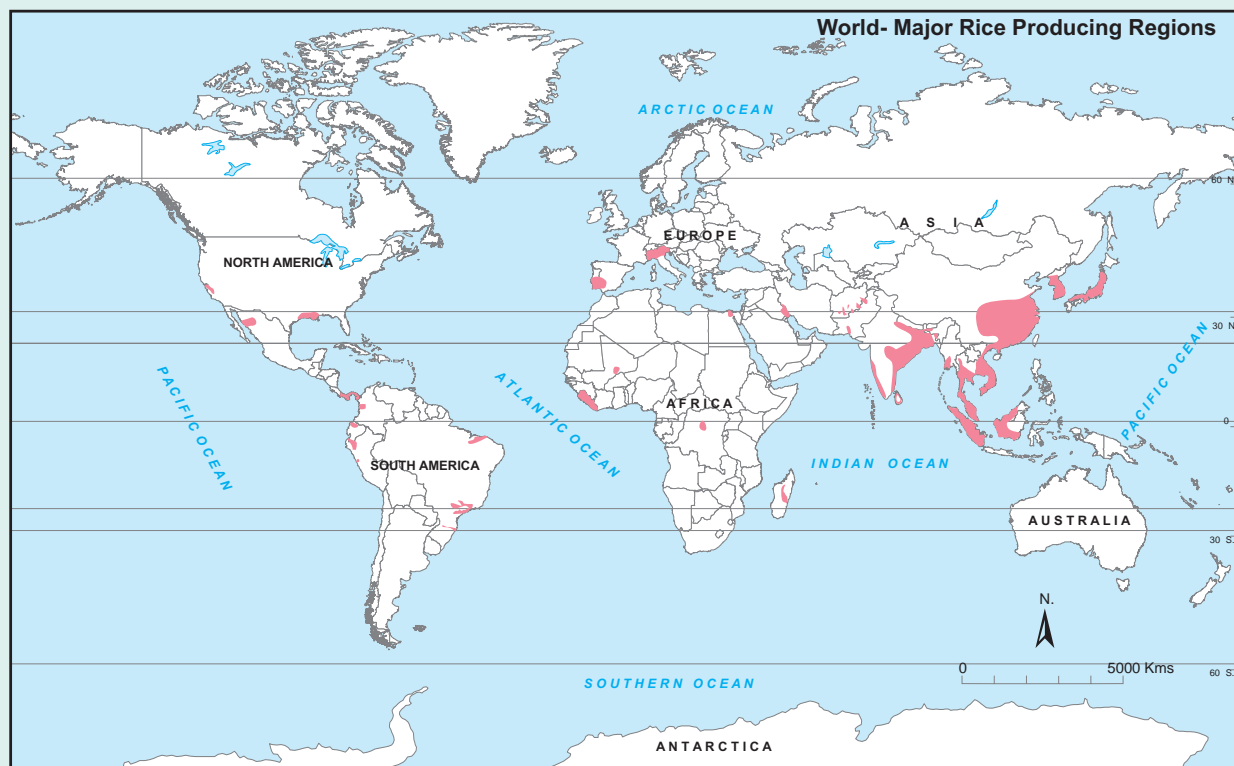 World- Major Rice Producing Regions
ARCTIC OCEAN
60 N
ASIA
EUROPE
NORTH AMERICA
30 N
PACIFIC OCEAN
ATLANTIC OCEAN
PACIFIC OCEAN
AFRICA
0
SOUTH AMERICA
INDIAN OCEAN
AUSTRALIA
30 S
N.
0 5000 Kms
60 S
SOUTHERN OCEAN
ANTARCTICA